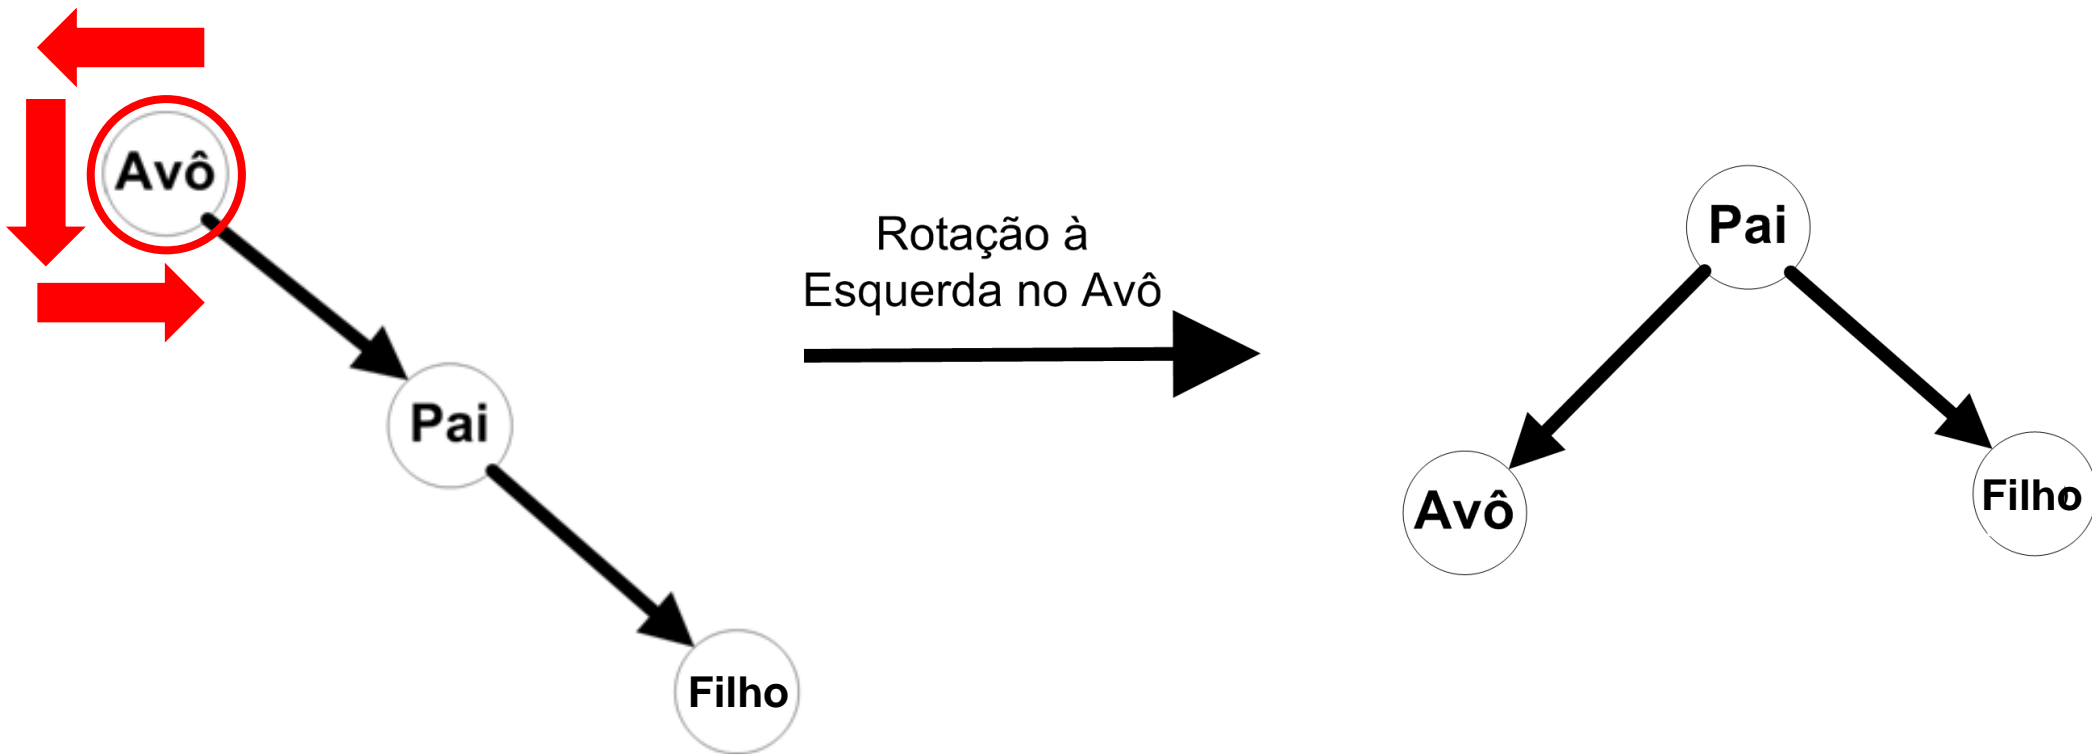 Avô
Pai
Filho
Rotação à
Esquerda no Avô
Pai
Avô
Filho